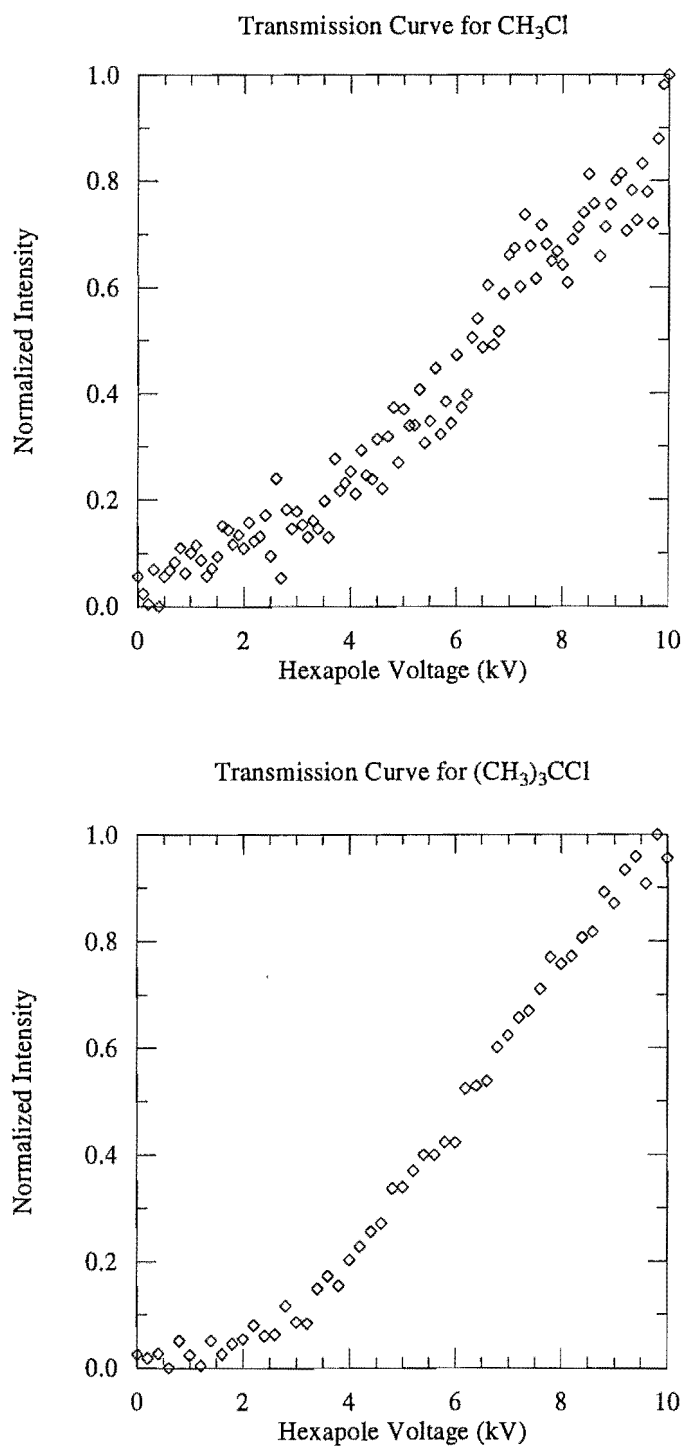 Transmission Curve for CH₃Cl
1.0
0.8
0.6
0.4
0.2
0.0
Normalized Intensity
0 2 4 6 8 10
Hexapole Voltage (kV)
Transmission Curve for (CH₃)₃CCl
1.0
0.8
0.6
0.4
0.2
0.0
Normalized Intensity
0 2 4 6 8 10
Hexapole Voltage (kV)